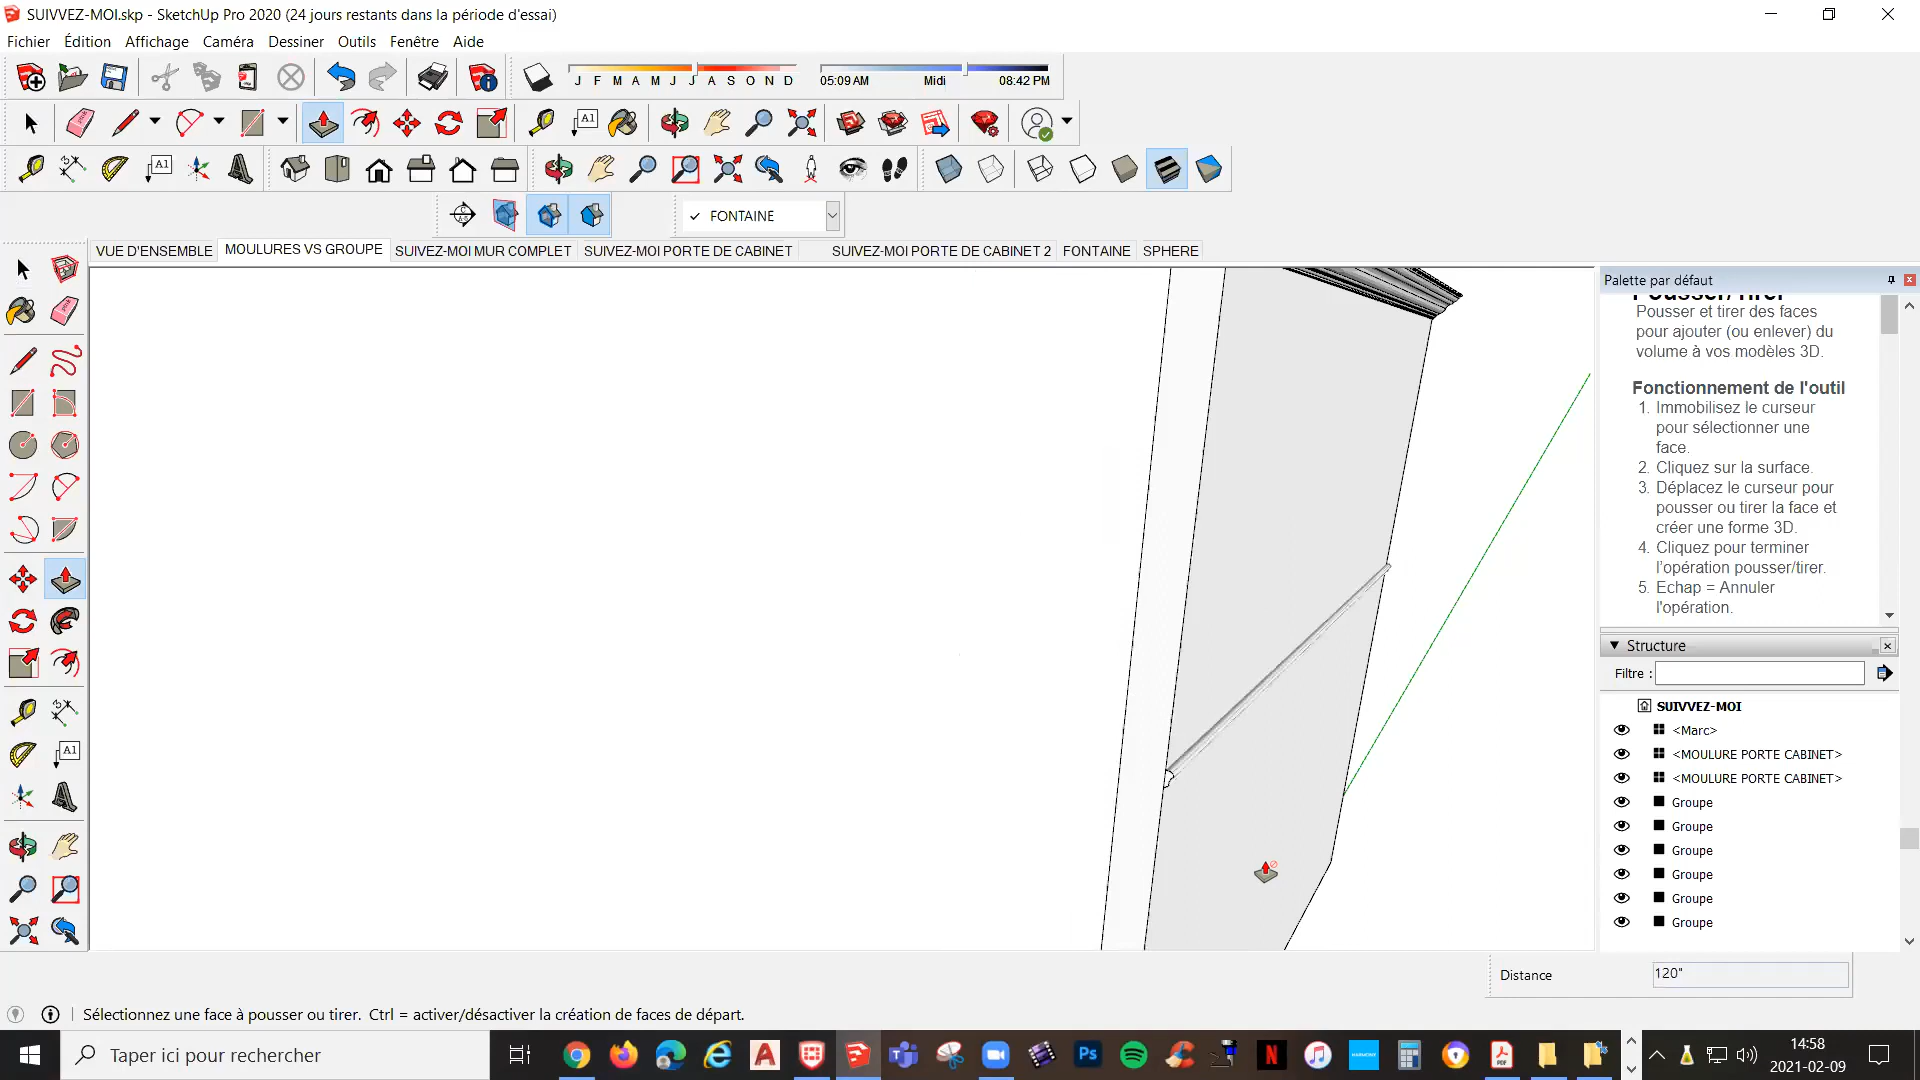 SUIVVEZ-MOI.skp - SketchUp Pro 2020 (24 jours restants dans la période d'essai)
Fichier Édition Affichage Caméra Dessiner Outils Fenêtre Aide
J F M A M J J A S O N D 05:09 AM Midi 08:42 PM
A1
A1
FONTAINE
VUE D'ENSEMBLE MOULURES VS GROUPE SUIVEZ-MOI MUR COMPLET SUIVEZ-MOI PORTE DE CABINET SUIVEZ-MOI PORTE DE CABINET 2 FONTAINE SPHERE
Palette par défaut
Pousser/Tirer
Pousser et tirer des faces
pour ajouter (ou enlever) du
volume à vos modèles 3D.
Fonctionnement de l'outil
1. Immobilisez le curseur
pour sélectionner une
face.
2. Cliquez sur la surface.
3. Déplacez le curseur pour
pousser ou tirer la face et
créer une forme 3D.
4. Cliquez pour terminer
l'opération pousser/tirer.
5. Echap = Annuler
l'opération.
Structure
Filtre :
SUIVVEZ-MOI
<Marc>
<MOULURE PORTE CABINET>
<MOULURE PORTE CABINET>
Groupe
Groupe
Groupe
Groupe
Groupe
Groupe
A1
Distance 120"
Sélectionnez une face à pousser ou tirer. Ctrl = activer/désactiver la création de faces de départ.
Taper ici pour rechercher
Ps
N
PDF
14:58
2021-02-09